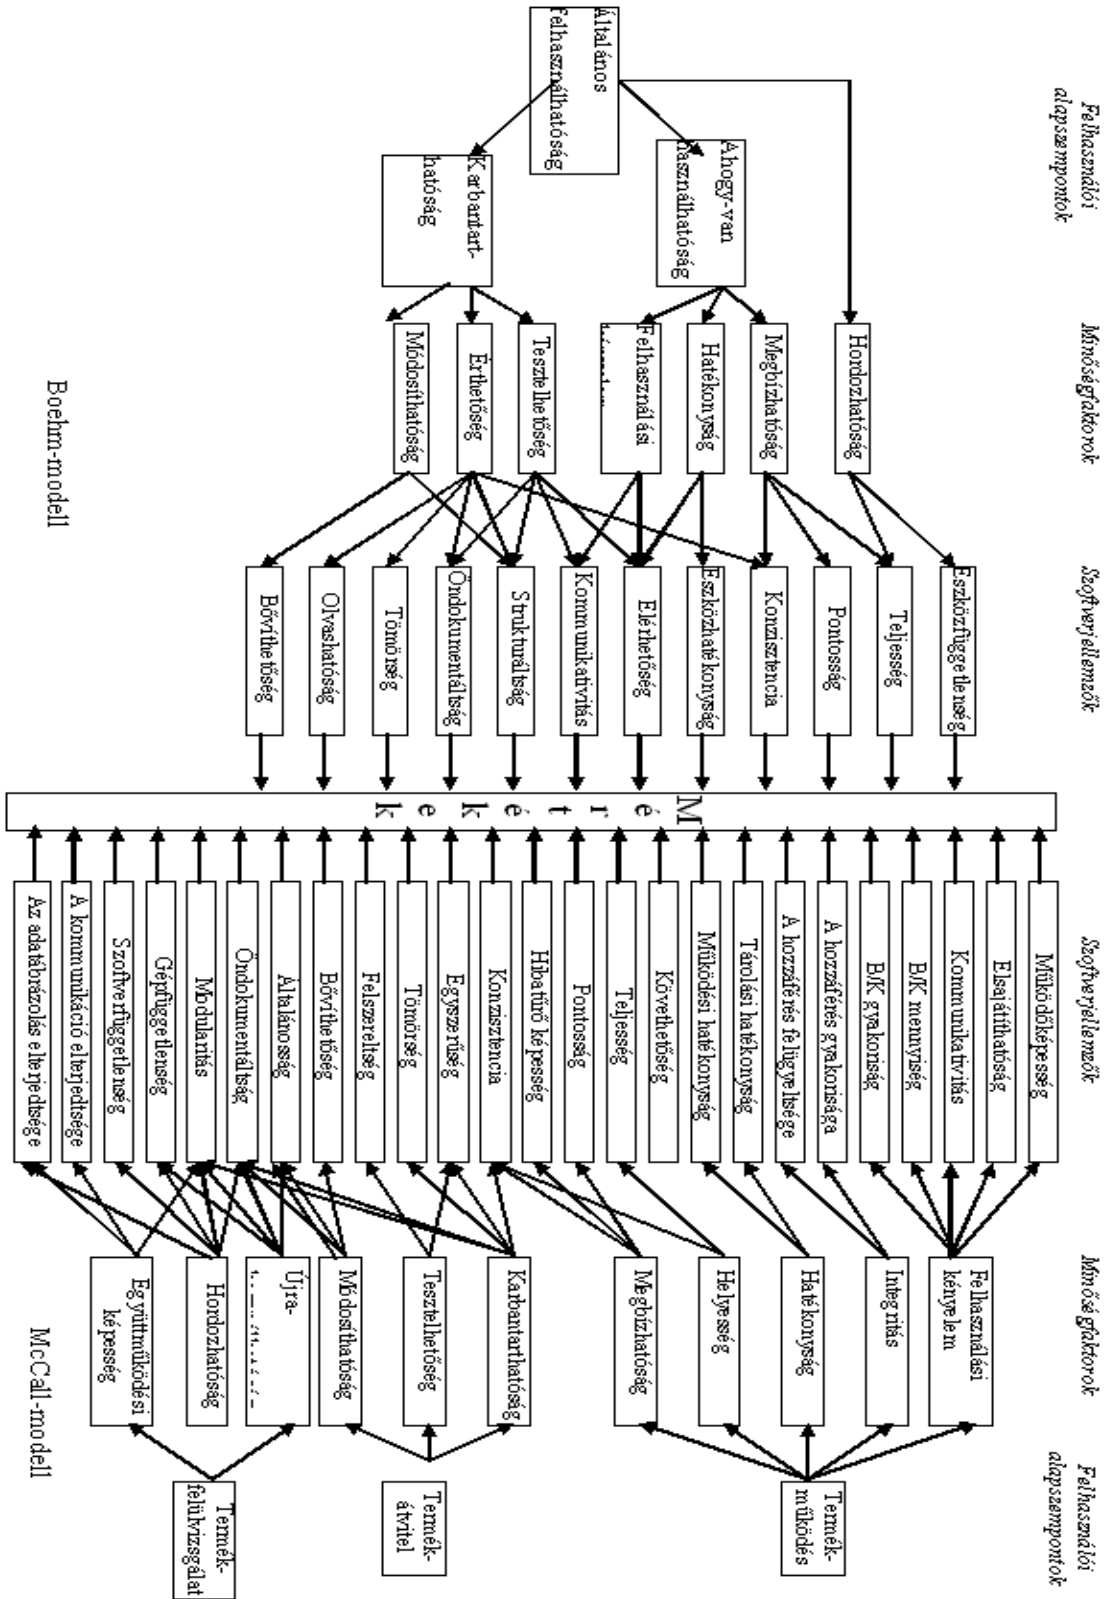 Felhasználói
alapszempontok
Minőségfaktorok
Szoftverjellemzők
Általános
felhasználhatóság
Ahogy-van
használhatóság
Karbantart-
hatóság
Hordozhatóság
Megbízhatóság
Hatékonyság
Felhasználási
Tesztelhetőség
Érthetőség
Módosíthatóság
Eszközfüggetlenség
Teljesség
Pontosság
Konzisztencia
Eszközhatékonyság
Elérhetőség
Kommunikativitás
Strukturáltság
Öndokumentáltság
Tömörség
Olvashatóság
Bővíthetőség
Boehm-modell
Mértékek
Szoftverjellemzők
Minőségfaktorok
Felhasználói
alapszempontok
Működőképesség
Elsajátíthatóság
Kommunikativitás
B/K mennyiség
B/K gyakoriság
A hozzáférés gyakorisága
A hozzáférés felügyeltsége
Tárolási hatékonyság
Működési hatékonyság
Követhetőség
Teljesség
Pontosság
Hibatűrő képesség
Konzisztencia
Egyszerűség
Tömörség
Felszereltség
Bővíthetőség
Általánosság
Öndokumentáltság
Modularitás
Gépfüggetlenség
Szoftverfüggetlenség
A kommunikáció elterjedtsége
Az adatábrázolás elterjedtsége
Felhasználási
kényelem
Integritás
Hatékonyság
Helyesség
Megbízhatóság
Karbantarthatóság
Tesztelhetőség
Módosíthatóság
Újra-
Hordozhatóság
Együttműködési
képesség
Termék-
működés
Termék-
átvitel
Termék-
felülvizsgálat
McCall-modell